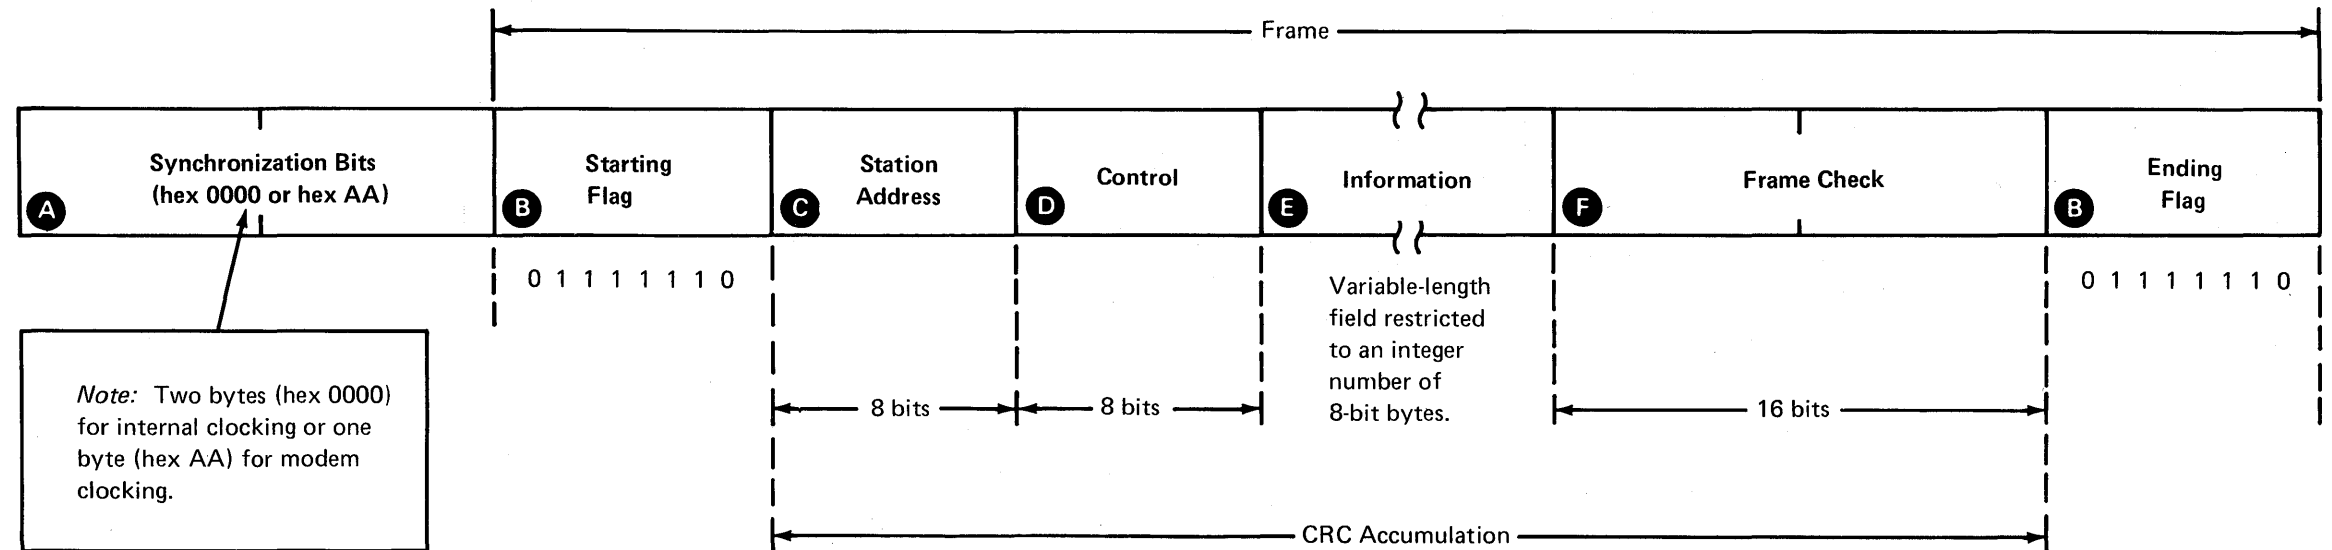 Frame
Synchronization Bits
(hex 0000 or hex AA)
A
Starting
Flag
B
Station
Address
C
Control
D
Information
E
Frame Check
F
Ending
Flag
B
0 1 1 1 1 1 1 0
Variable-length
field restricted
to an integer
number of
8-bit bytes.
0 1 1 1 1 1 1 0
Note: Two bytes (hex 0000)
for internal clocking or one
byte (hex AA) for modem
clocking.
8 bits
8 bits
16 bits
CRC Accumulation